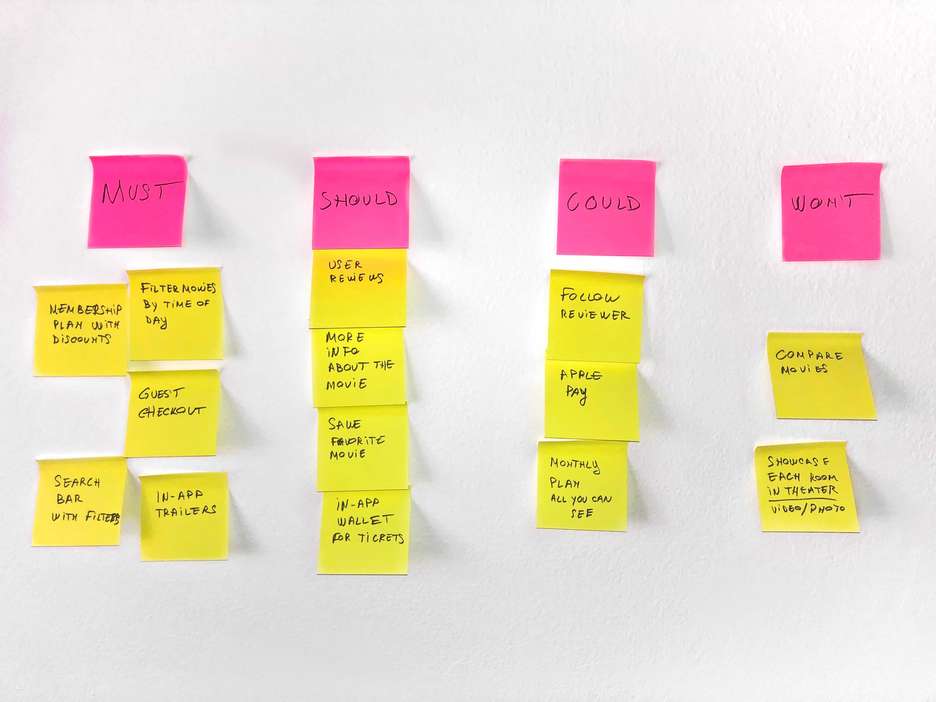 MUST
MEMBERSHIP
PLAN WITH
DISCOUNTS
FILTER MOVIES
BY TIME OF
DAY
GUEST
CHECKOUT
SEARCH
BAR
WITH FILTERS
IN-APP
TRAILERS
SHOULD
USER
REVIEWS
MORE
INFO
ABOUT THE
MOVIE
SAVE
FAVORITE
MOVIE
IN-APP
WALLET
FOR TICKETS
COULD
FOLLOW
REVIEWER
APPLE
PAY
MONTHLY
PLAN
ALL YOU CAN
SEE
WON'T
COMPARE
MOVIES
SHOWCASE
EACH ROOM
IN THEATER
VIDEO/PHOTO